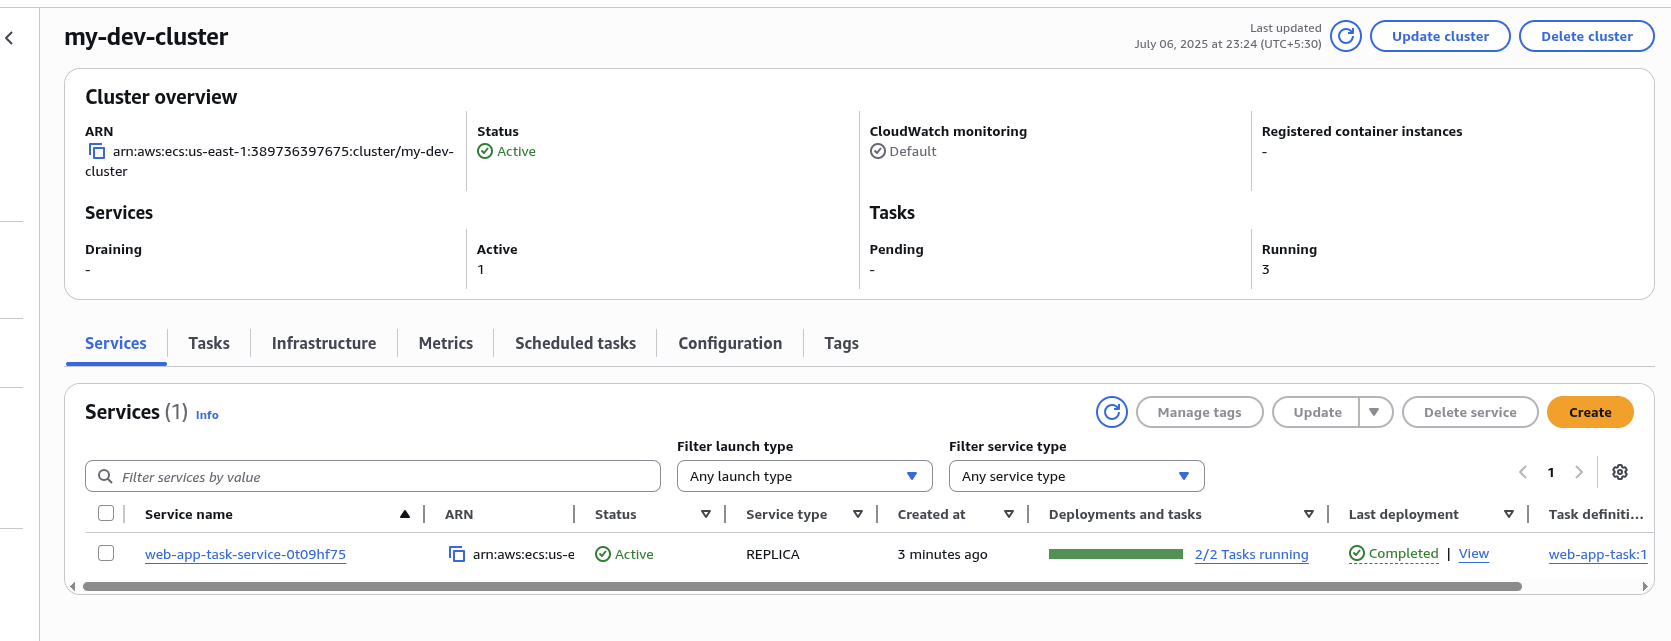 my-dev-cluster
Last updated
July 06, 2025 at 23:24 (UTC+5:30)
Update cluster
Delete cluster
Cluster overview
ARN
arn:aws:ecs:us-east-1:389736397675:cluster/my-dev-
cluster
Status
Active
CloudWatch monitoring
Default
Registered container instances
-
Services
Draining
-
Active
1
Tasks
Pending
-
Running
3
Services
Tasks
Infrastructure
Metrics
Scheduled tasks
Configuration
Tags
Services (1) Info
Manage tags
Update
Delete service
Create
Filter services by value
Filter launch type
Any launch type
Filter service type
Any service type
1
Service name
ARN
Status
Service type
Created at
Deployments and tasks
Last deployment
Task definiti...
web-app-task-service-0t09hf75
arn:aws:ecs:us-e
Active
REPLICA
3 minutes ago
2/2 Tasks running
Completed | View
web-app-task:1